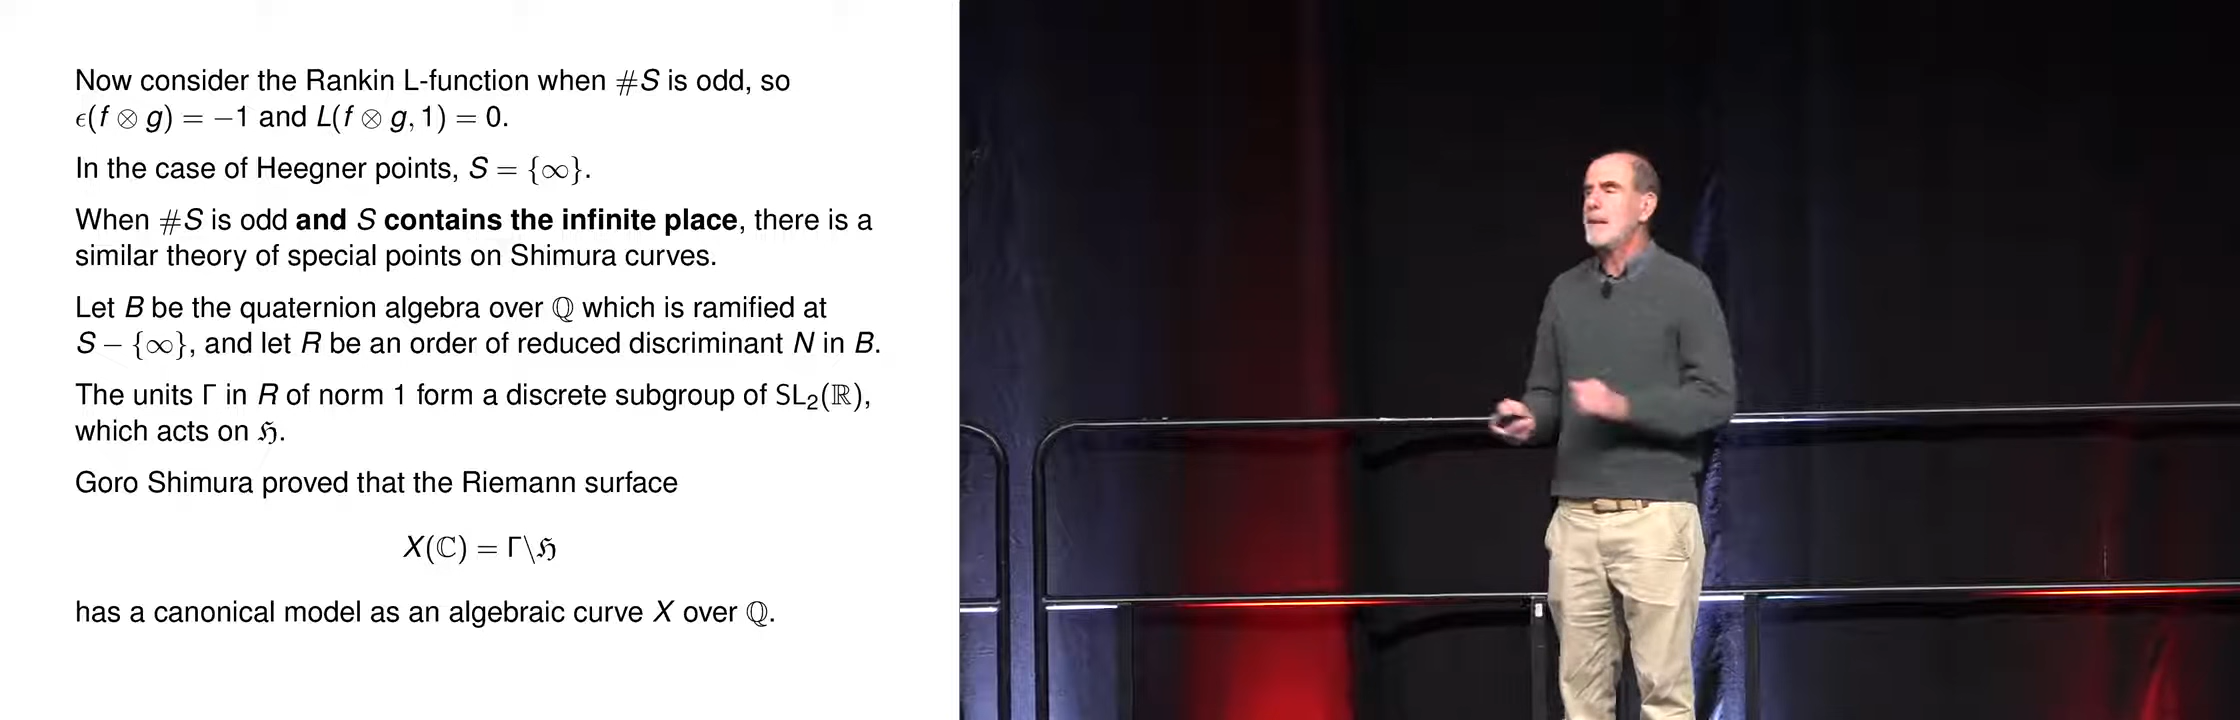 Now consider the Rankin L-function when #S is odd, so
ϵ(f ⊗ g) = −1 and L(f ⊗ g, 1) = 0.
In the case of Heegner points, S = {∞}.
When #S is odd and S contains the infinite place, there is a
similar theory of special points on Shimura curves.
Let B be the quaternion algebra over ℚ which is ramified at
S − {∞}, and let R be an order of reduced discriminant N in B.
The units Γ in R of norm 1 form a discrete subgroup of SL₂(ℝ),
which acts on ℌ.
Goro Shimura proved that the Riemann surface
X(ℂ) = Γ\ℌ
has a canonical model as an algebraic curve X over ℚ.